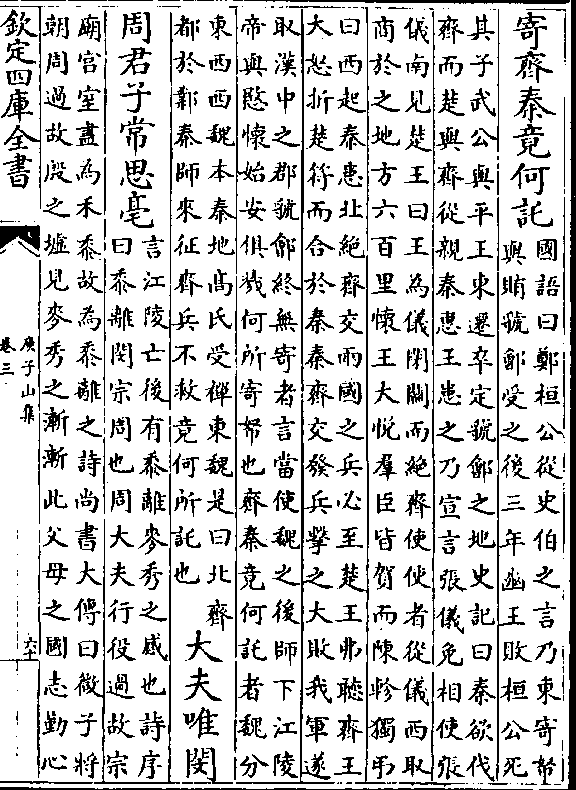 寄齊秦竟何託
國語曰鄭桓公從史伯之言乃東寄帑
與賄虢鄶受之後三年幽王敗桓公死
其子武公與平王東遷卒定虢鄶之地史記曰秦欲伐
齊而楚與齊從親秦惠王患之乃宣言張儀免相使張
儀南見楚王曰王為儀閉關而絶齊使使者從儀西取
商於之地方六百里懷王大悅羣臣皆賀而陳軫獨弔
曰西起秦患北絶齊交兩國之兵必至楚王弗聽齊王
大怒折楚符而合於秦秦齊交發兵擊之大敗我軍遂
取漢中之郡虢鄶終無寄者言當使魏之後師下江陵
帝與愍懷始安俱戮何所寄帑也齊秦竟何託者魏分
東西西魏本秦地髙氏受禪東魏是曰北齊
都於鄴秦師來征齊兵不救竟何所託也
大夫唯閔
周君子常思亳
言江陵亡後有黍離麥秀之感也詩序
曰黍離閔宗周也周大夫行役過故宗
廟宫室盡為禾黍故為黍離之詩尚書大傳曰微子將
朝周過故殷之墟見麥秀之漸漸此父母之國志動心
欽定四庫全書
庾子山集
卷三
六十